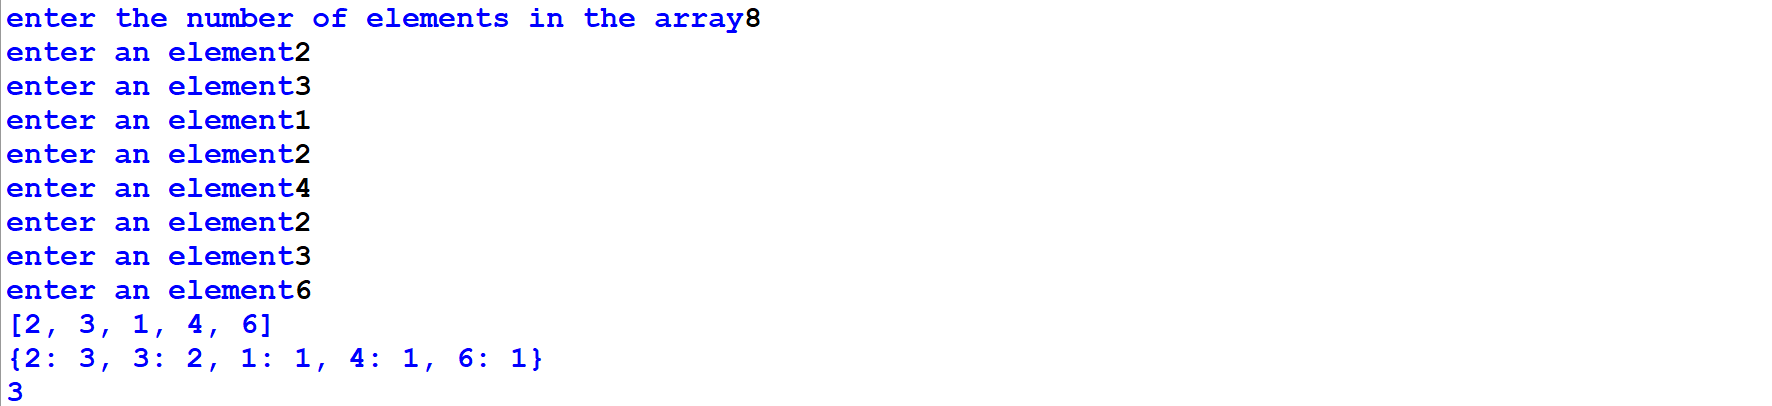 enter the number of elements in the array8
enter an element2
enter an element3
enter an element1
enter an element2
enter an element4
enter an element2
enter an element3
enter an element6
[2, 3, 1, 4, 6]
{2: 3, 3: 2, 1: 1, 4: 1, 6: 1}
3